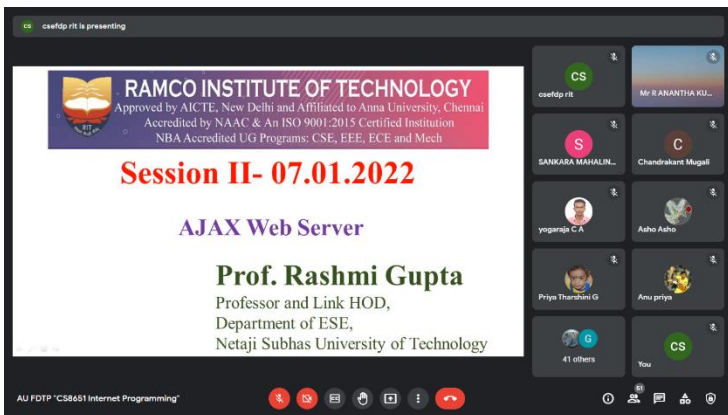 cs csefdp rit is presenting
RAMCO INSTITUTE OF TECHNOLOGY
Approved by AICTE, New Delhi and Affiliated to Anna University, Chennai
Accredited by NAAC & An ISO 9001:2015 Certified Institution
NBA Accredited UG Programs: CSE, EEE, ECE and Mech
RIT
Session II- 07.01.2022
AJAX Web Server
Prof. Rashmi Gupta
Professor and Link HOD,
Department of ESE,
Netaji Subhas University of Technology
CS
csefdp rit
Mr R ANANTHA KU...
S
SANKARA MAHALIN...
C
Chandrakant Mugali
yogaraja C A
Asho Asho
Priya Tharshini G
Anu priya
G
41 others
CS
You
AU FDTP "CS8651 Internet Programming"
51